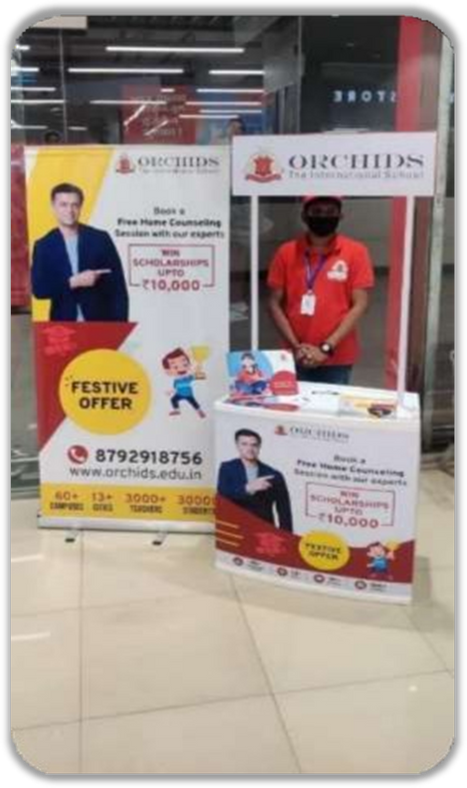 STORE
ORCHIDS
The International School
Book a
Free Home Counseling
Session with our experts
WIN
SCHOLARSHIPS
UPTO
₹10,000
FESTIVE
OFFER
8792918756
www.orchids.edu.in
60+ 13+ 3000+
CAMPUSES CITIES TEACHERS STUDENTS
ORCHIDS
The International School
ORCHIDS
Book a
Free Home Counseling
Session with our experts
WIN
SCHOLARSHIPS
UPTO
₹10,000
FESTIVE
OFFER